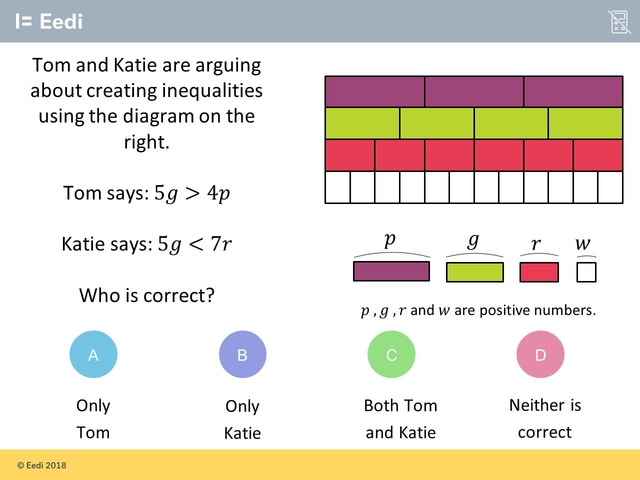 I= Eedi
Tom and Katie are arguing
about creating inequalities
using the diagram on the
right.
Tom says: 5g > 4p
Katie says: 5g < 7r
Who is correct?
p g r w
p , g , r and w are positive numbers.
A B C D
Only Only Both Tom Neither is
Tom Katie and Katie correct
© Eedi 2018